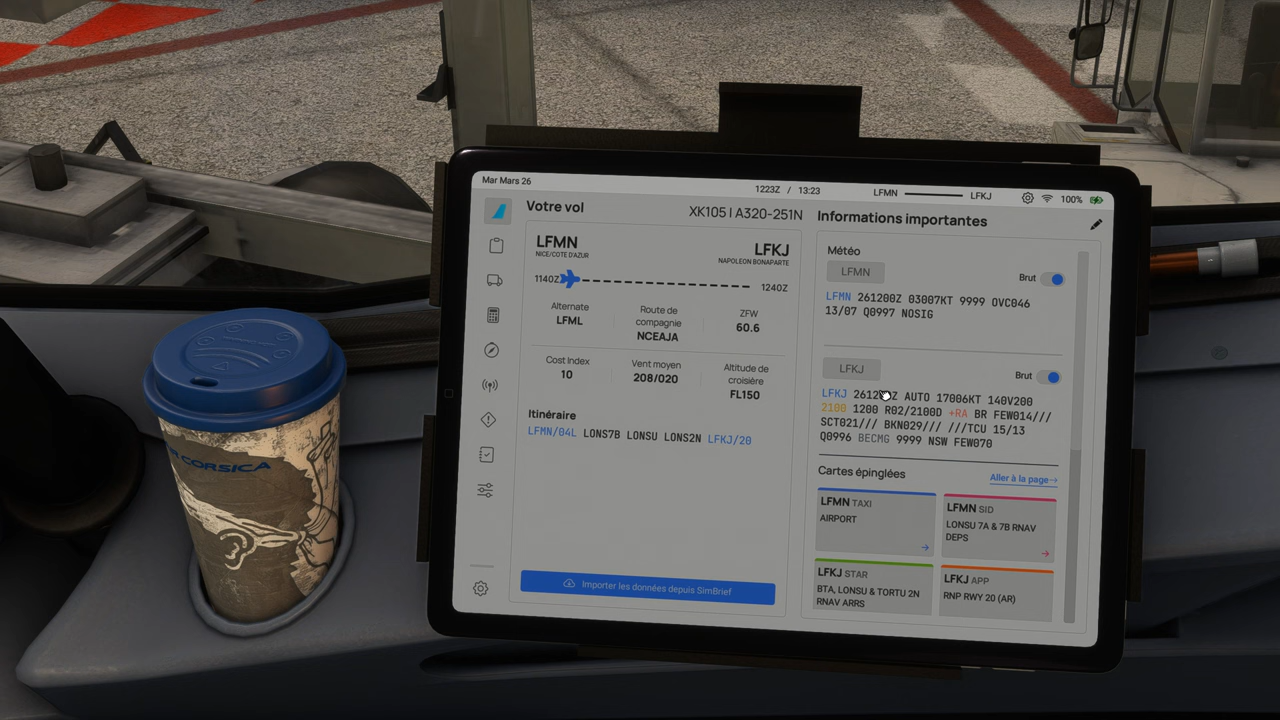 Mar Mars 26
1223Z / 13:23
LFMN LFKJ
100%
Votre vol
XK105 | A320-251N
LFMN
NICE/COTE D'AZUR
LFKJ
NAPOLEON BONAPARTE
1140Z
1240Z
Alternate
LFML
Route de
compagnie
NCEAJA
ZFW
60.6
Cost Index
10
Vent moyen
208/020
Altitude de
croisière
FL150
Itinéraire
LFMN/04L LONS7B LONSU LONS2N LFKJ/20
Importer les données depuis SimBrief
Informations importantes
Météo
LFMN
Brut
LFMN 261200Z 03007KT 9999 OVC046
13/07 Q0997 NOSIG
LFKJ
Brut
LFKJ AUTO 17006KT 140V200
2100 1200 R02/2100D +RA BR FEW014///
SCT021/// BKN029/// ///TCU 15/13
Q0996 BECMG 9999 NSW FEW070
Cartes épinglées
Aller à la page
LFMN TAXI
AIRPORT
LFMN SID
LONSU 7A & 7B RNAV
DEPS
LFKJ STAR
BTA, LONSU & TORTU 2N
RNAV ARRS
LFKJ APP
RNP RWY 20 (AR)
CORSICA